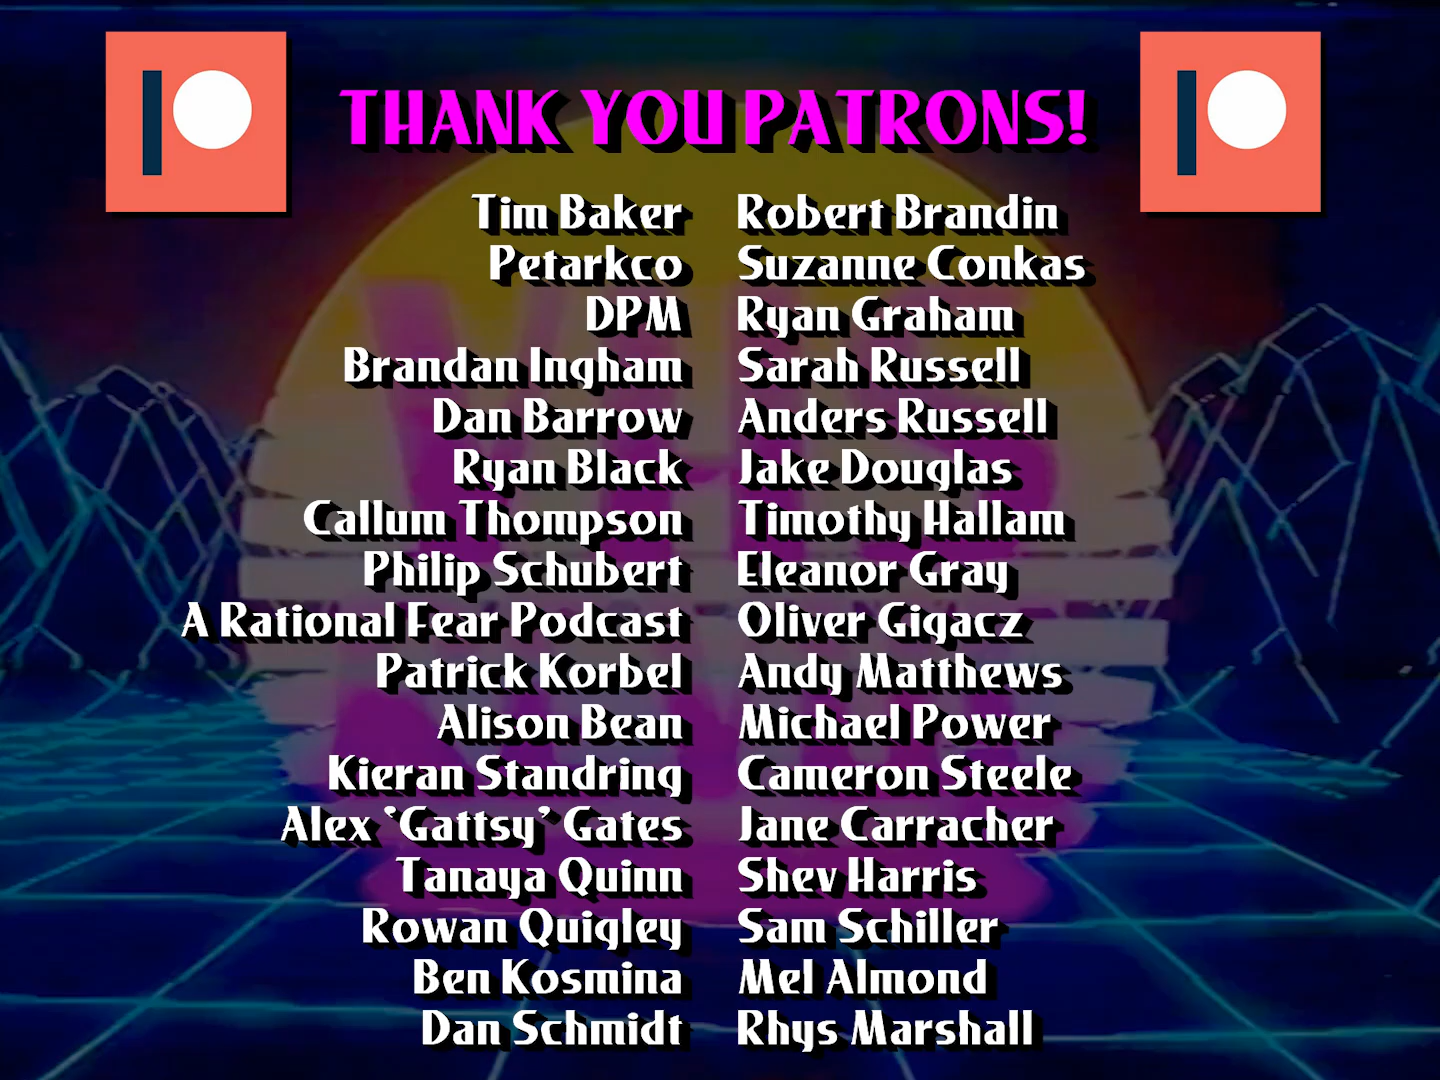 THANK YOU PATRONS!
Tim Baker
Petarkco
DPM
Brandan Ingham
Dan Barrow
Ryan Black
Callum Thompson
Philip Schubert
A Rational Fear Podcast
Patrick Korbel
Alison Bean
Kieran Standring
Alex ‘Gattsy’ Gates
Tanaya Quinn
Rowan Quigley
Ben Kosmina
Dan Schmidt
Robert Brandin
Suzanne Conkas
Ryan Graham
Sarah Russell
Anders Russell
Jake Douglas
Timothy Hallam
Eleanor Gray
Oliver Gigacz
Andy Matthews
Michael Power
Cameron Steele
Jane Carracher
Shev Harris
Sam Schiller
Mel Almond
Rhys Marshall